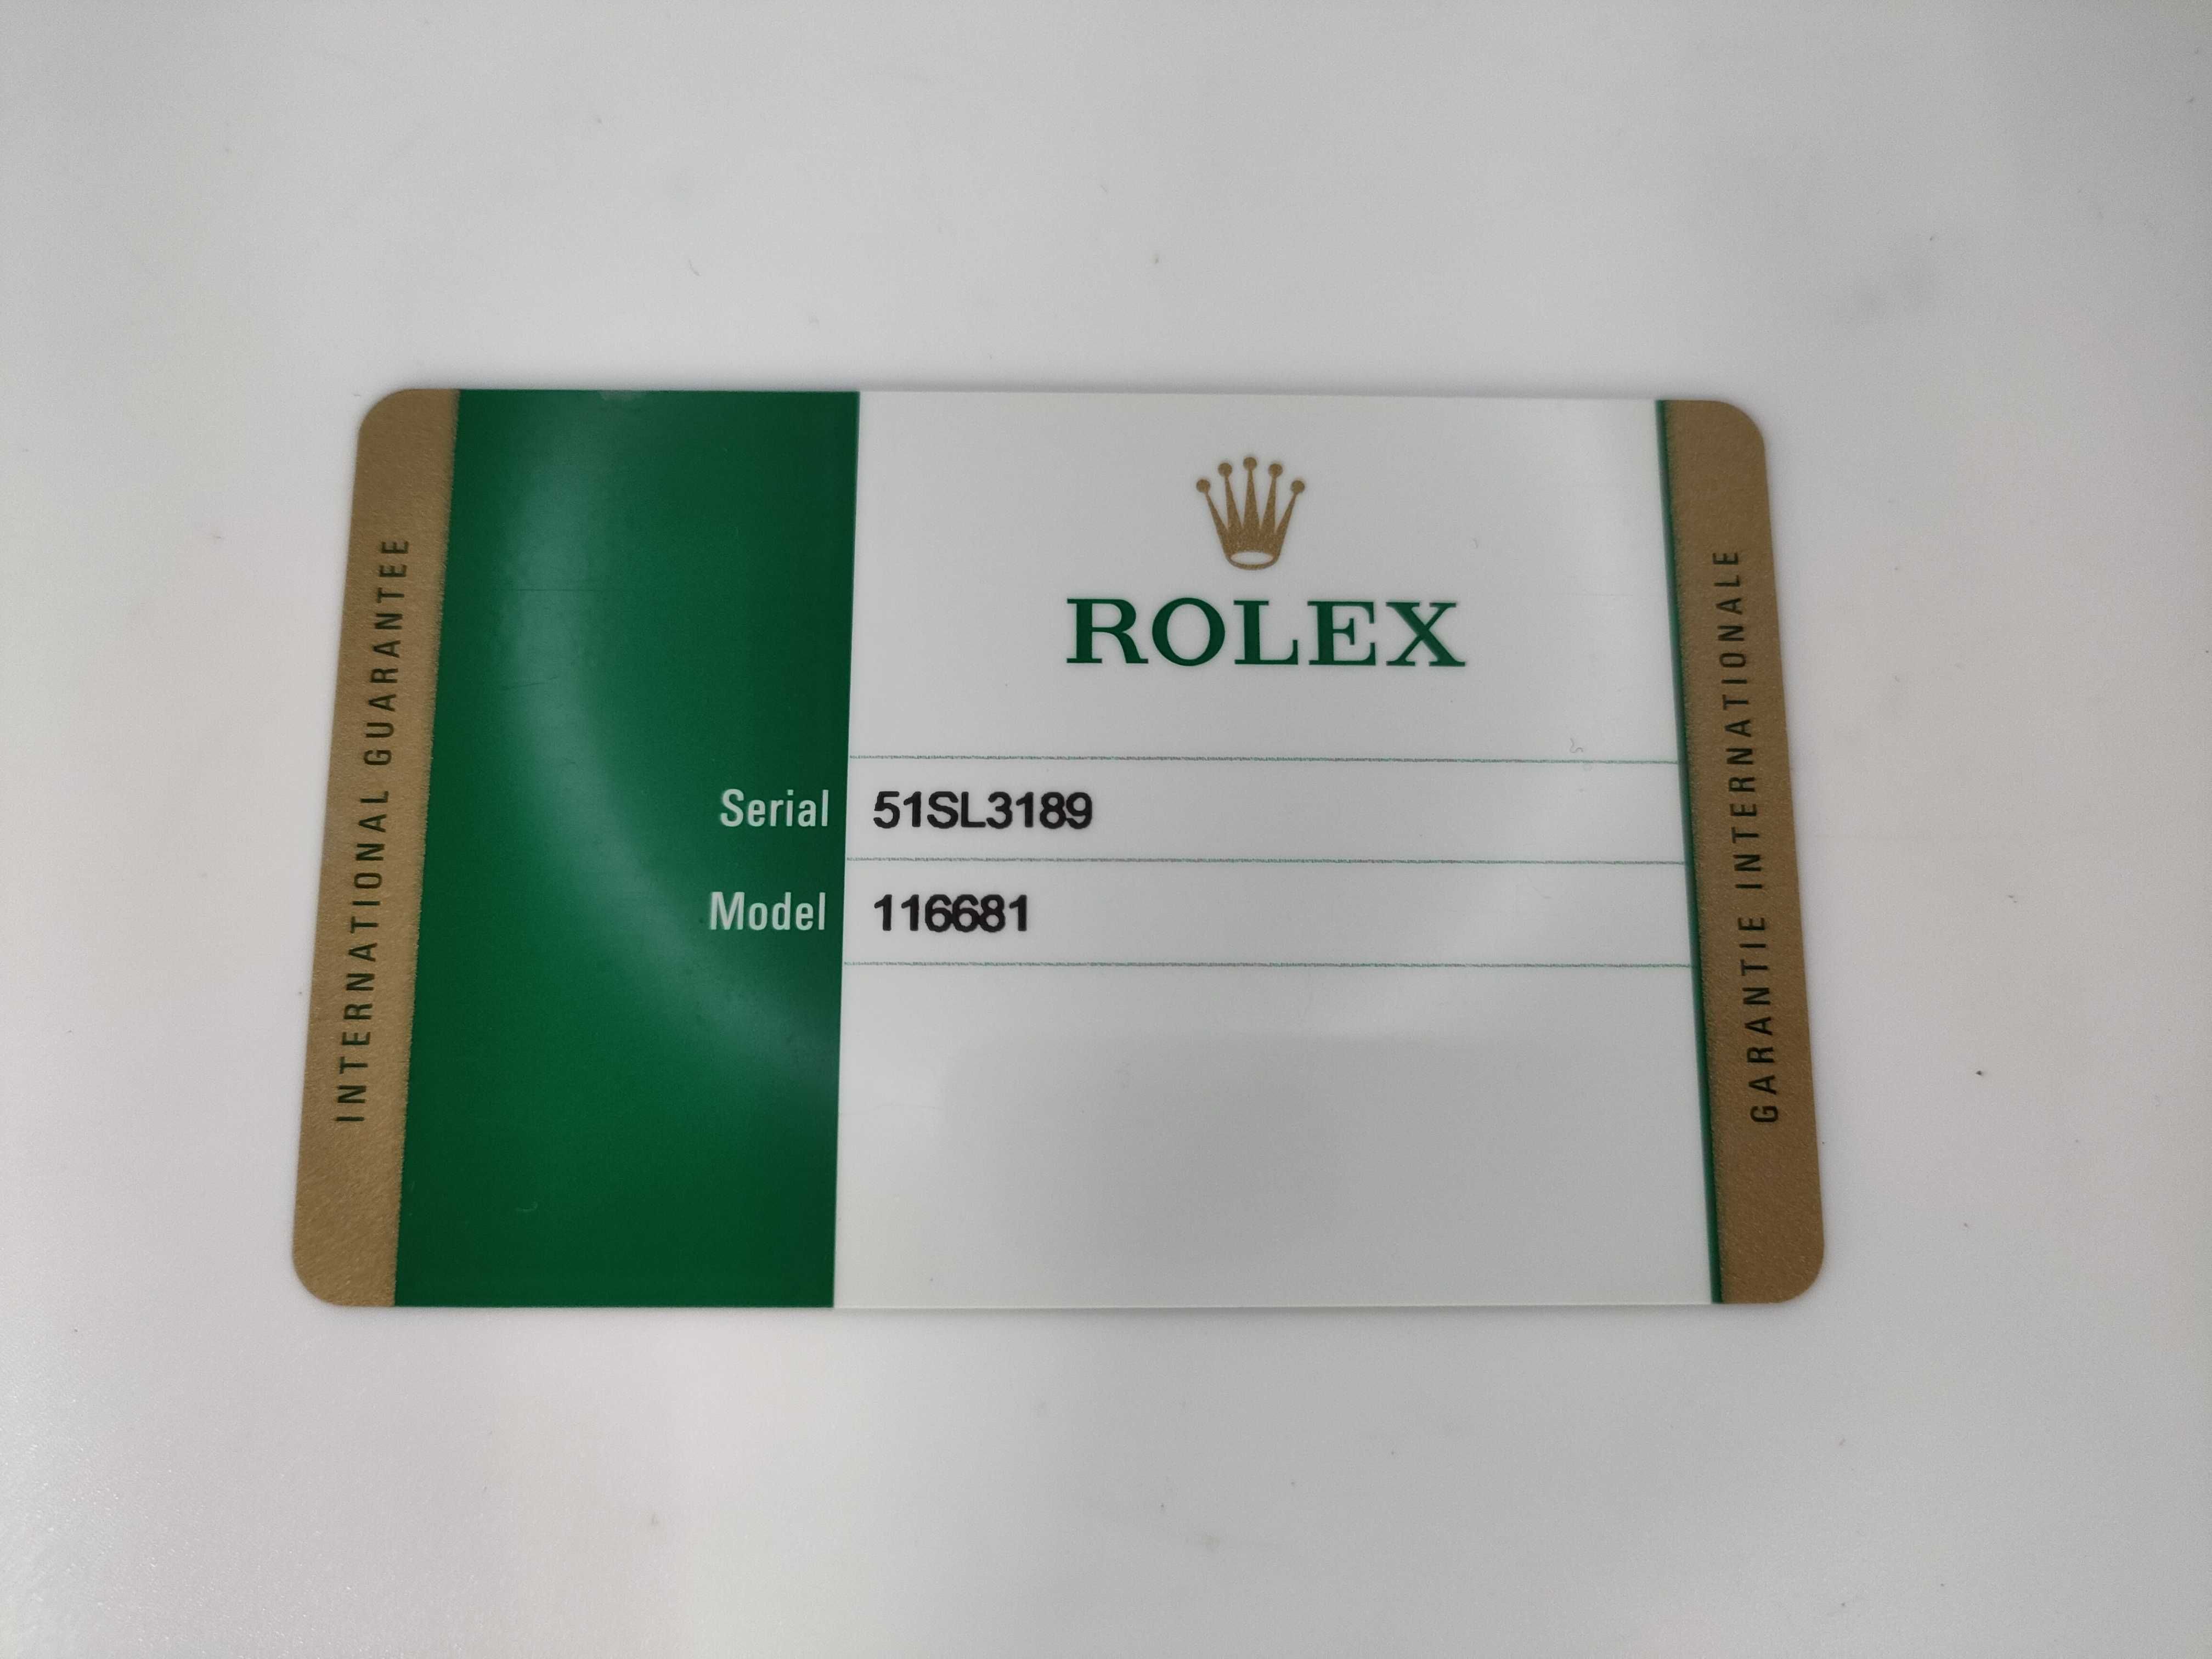 INTERNATIONAL GUARANTEE
ROLEX
Serial 51SL3189
Model 116681
GARANTIE INTERNATIONALE